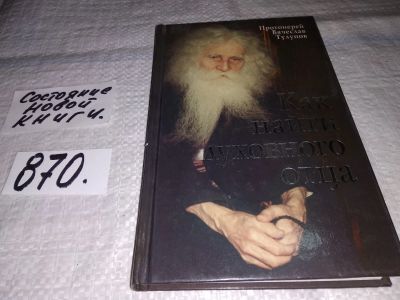 Состояние
новой
книги.
870.
Протоиерей
Вячеслав
Тулупов
Как
найти
духовного
отца